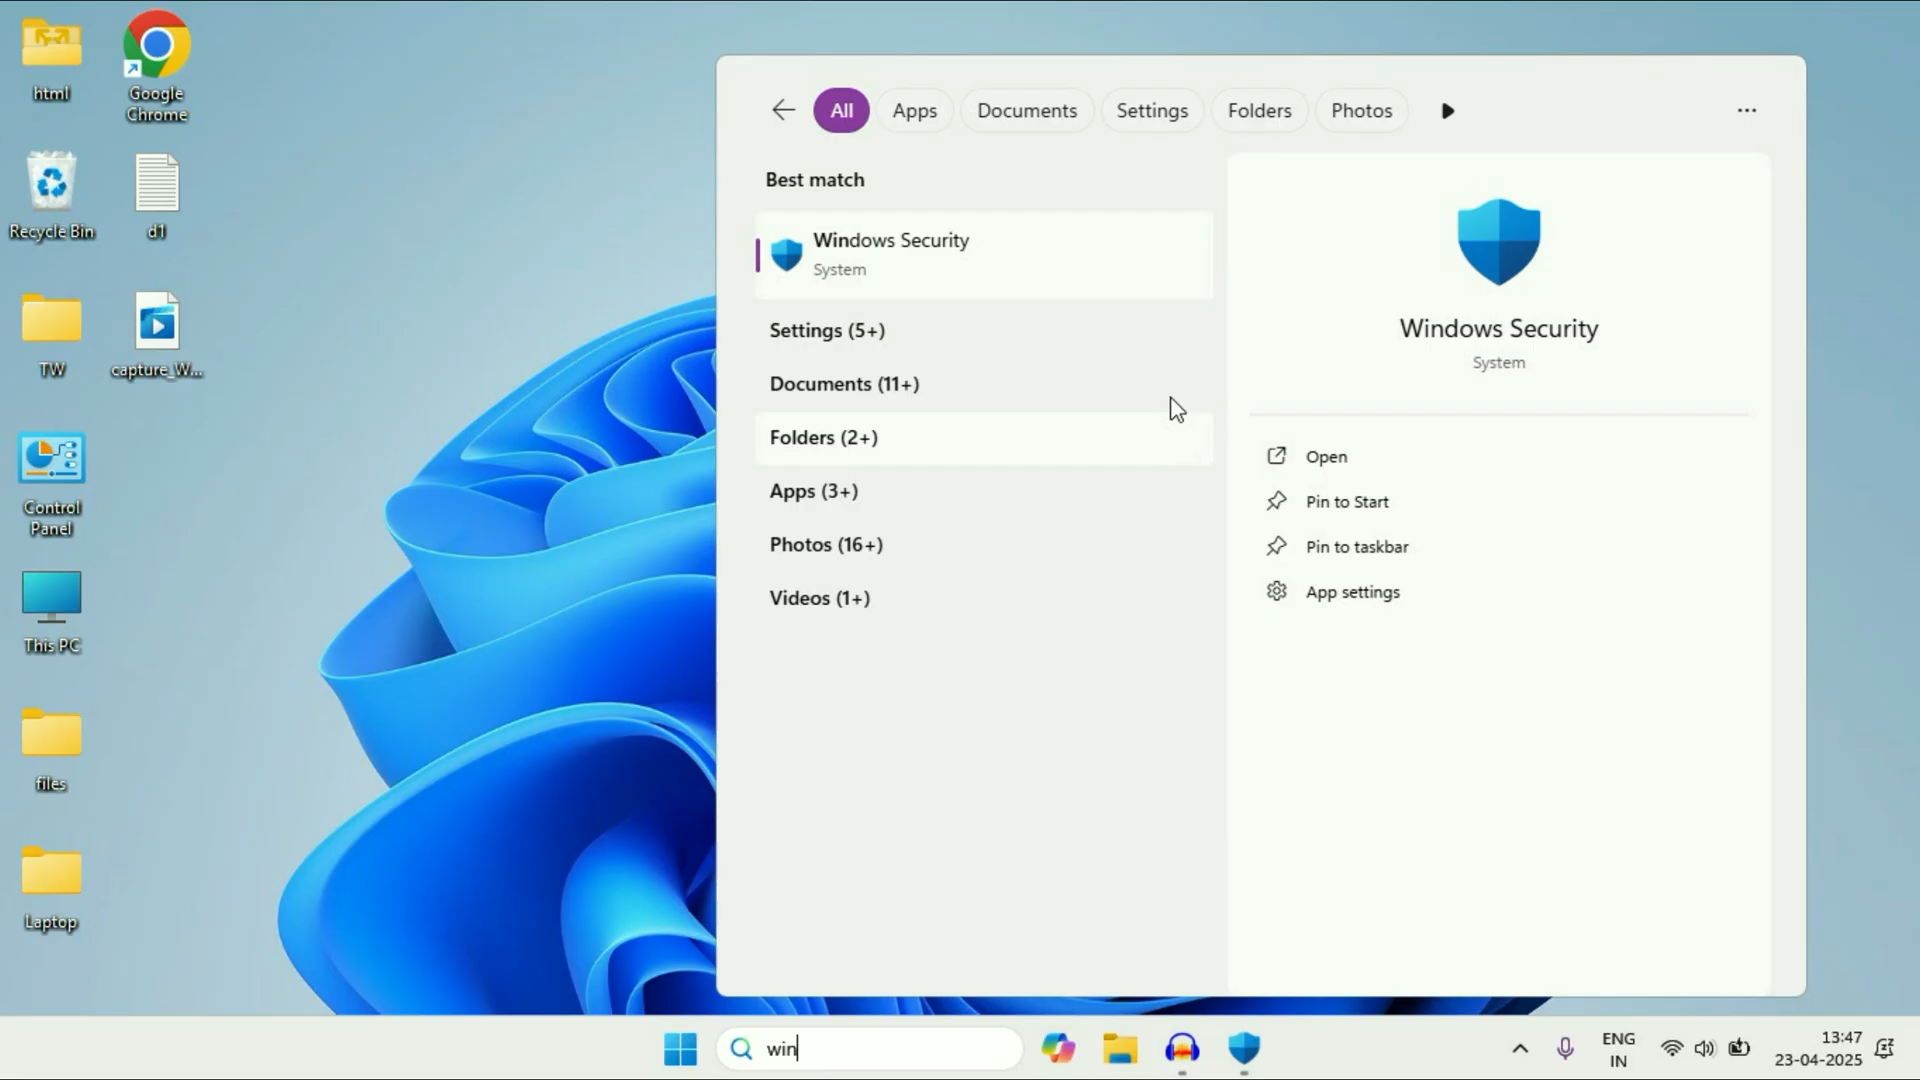 html
Google
Chrome
Recycle Bin
d1
TW
capture_W...
Control
Panel
This PC
files
Laptop
All
Apps
Documents
Settings
Folders
Photos
Best match
Windows Security
System
Settings (5+)
Documents (11+)
Folders (2+)
Apps (3+)
Photos (16+)
Videos (1+)
Windows Security
System
Open
Pin to Start
Pin to taskbar
App settings
win
ENG
IN
13:47
23-04-2025